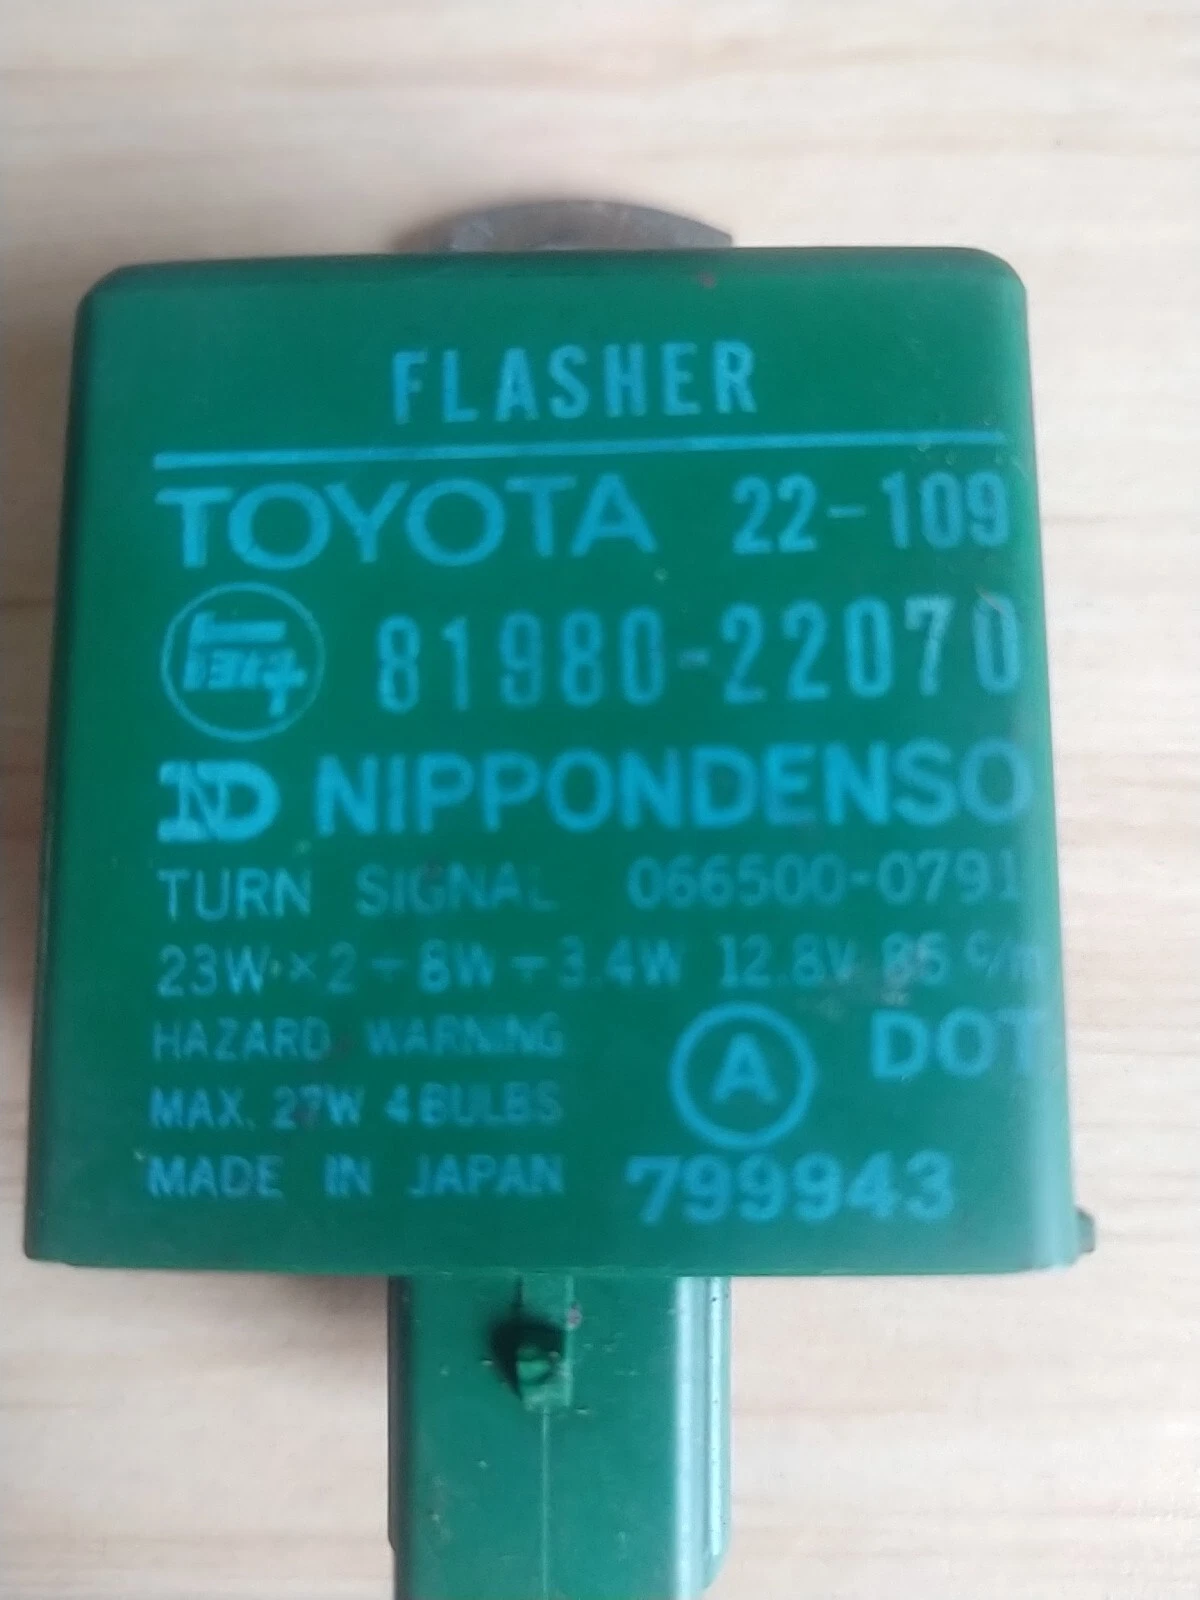 FLASHER
TOYOTA 22-109
81980-22070
ND NIPPONDENSO
TURN SIGNAL 066500-0791
23W×2+8W+3.4W 12.8V 85 c/m
HAZARD WARNING
A DOT
MAX. 27W 4BULBS
MADE IN JAPAN 799943